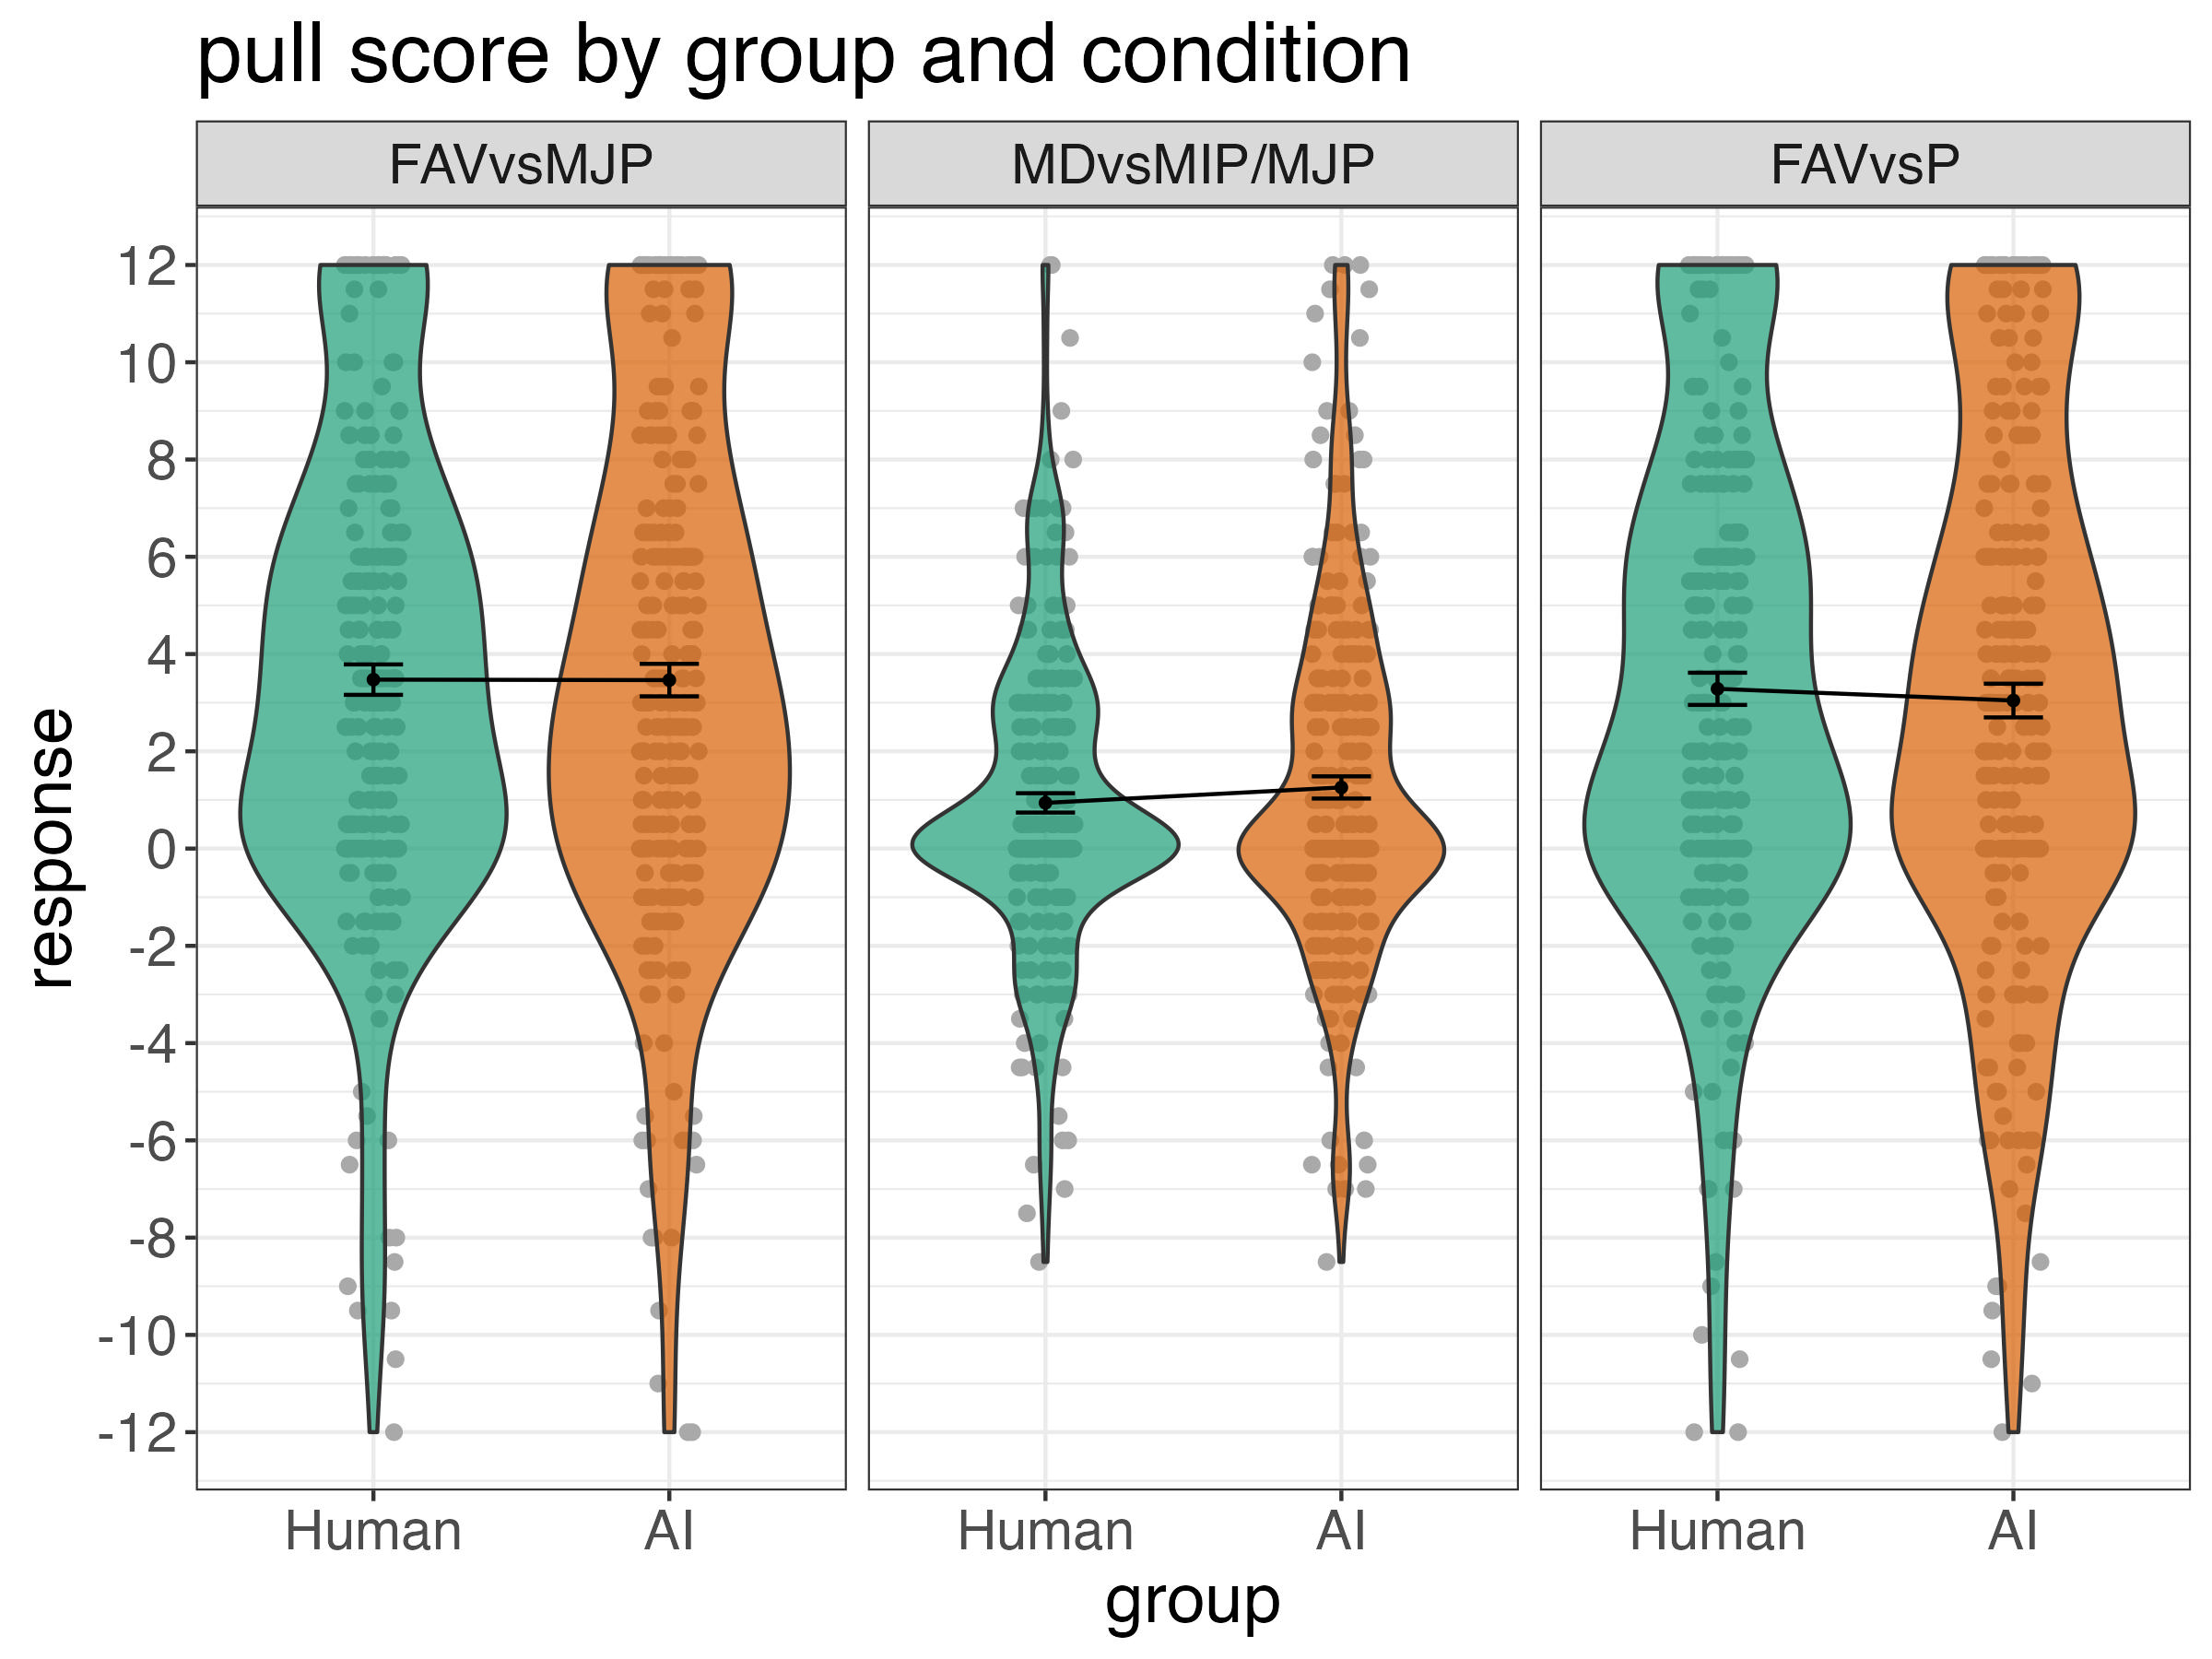 pull score by group and condition
FAVvsMJP
MDvsMIP/MJP
FAVvsP
12
10
8
6
4
2
0
-2
-4
-6
-8
-10
-12
response
Human
AI
Human
AI
Human
AI
group